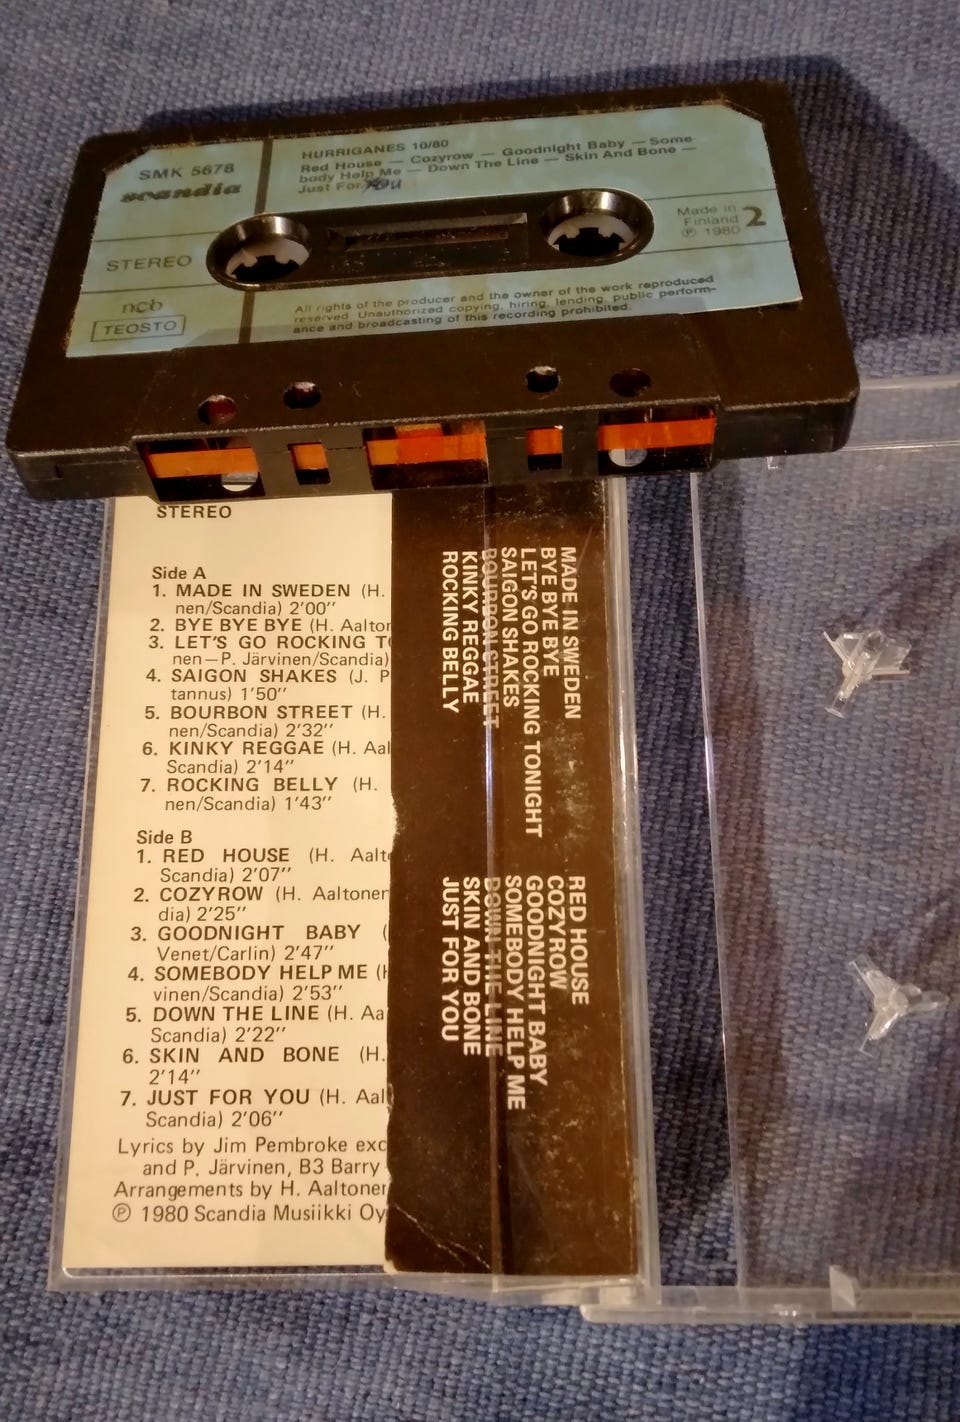 SMK 5678
scandia
HURRIGANES 10/80
Red House — Cozyrow — Goodnight Baby — Some-
body Help Me — Down The Line — Skin And Bone —
Just For You
STEREO
Made in
Finland
℗ 1980
2
ncb
TEOSTO
All rights of the producer and the owner of the work reproduced
reserved. Unauthorized copying, hiring, lending, public perform-
ance and broadcasting of this recording prohibited.
STEREO
Side A
1. MADE IN SWEDEN (H.
nen/Scandia) 2'00''
2. BYE BYE BYE (H. Aalton
3. LET'S GO ROCKING TO
nen—P. Järvinen/Scandia)
4. SAIGON SHAKES (J. P
tannus) 1'50''
5. BOURBON STREET (H.
nen/Scandia) 2'32''
6. KINKY REGGAE (H. Aal
Scandia) 2'14''
7. ROCKING BELLY (H.
nen/Scandia) 1'43''
Side B
1. RED HOUSE (H. Aalto
Scandia) 2'07''
2. COZYROW (H. Aaltonen
dia) 2'25''
3. GOODNIGHT BABY (
Venet/Carlin) 2'47''
4. SOMEBODY HELP ME (H
vinen/Scandia) 2'53''
5. DOWN THE LINE (H. Aa
Scandia) 2'22''
6. SKIN AND BONE (H.
2'14''
7. JUST FOR YOU (H. Aal
Scandia) 2'06''
Lyrics by Jim Pembroke exc
and P. Järvinen, B3 Barry
Arrangements by H. Aaltonen
℗ 1980 Scandia Musiikki Oy
MADE IN SWEDEN
BYE BYE BYE
LET'S GO ROCKING TONIGHT
SAIGON SHAKES
BOURBON STREET
KINKY REGGAE
ROCKING BELLY
RED HOUSE
COZYROW
GOODNIGHT BABY
SOMEBODY HELP ME
DOWN THE LINE
SKIN AND BONE
JUST FOR YOU